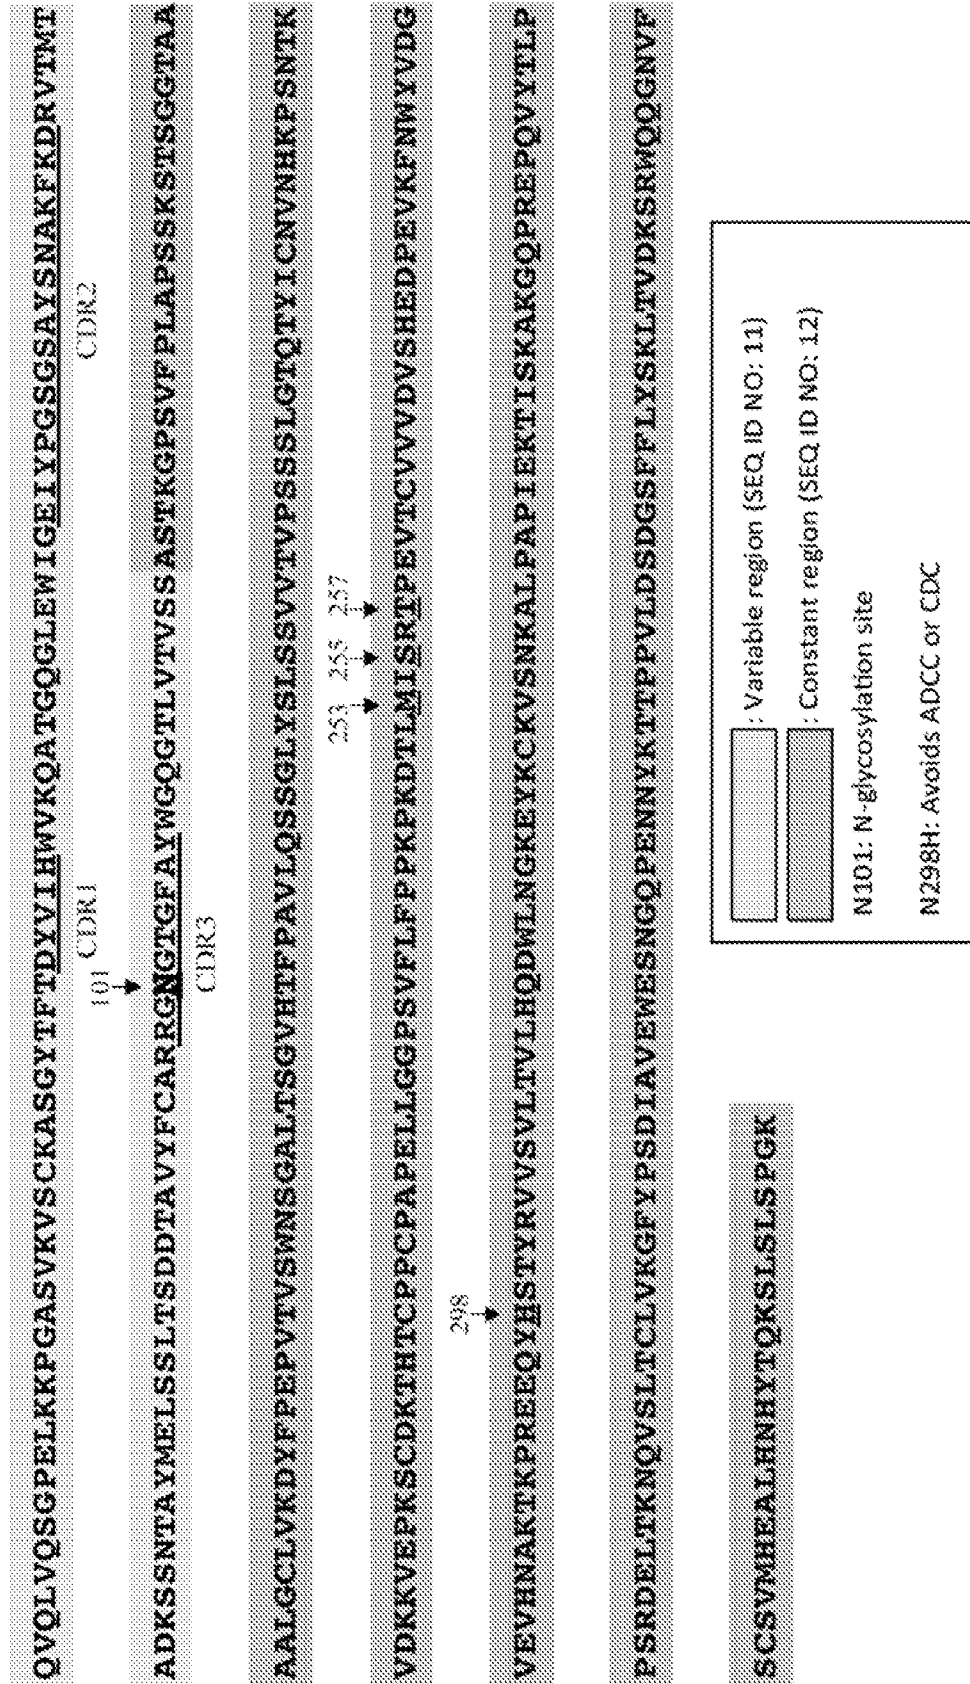 QVQLVQSGPELKKPGASVKVSCKASGYTFTDYVIHWVKQATGQGLEWIGEIYPGSGSAYSNAKFKDRVTMT
CDR1 CDR2
101
ADKSSNTAYMELSSLTSDDTAVYFCARRGNGTGFAYWGQGTLVTVSSASTKGPSVFPLAPSSKSTSGGTAA
CDR3
AALGCLVKDYFPEPVTVSWNSGALTSGVHTFPAVLQSSGLYSLSSVVTVPSSSLGTQTYICNVNHKPSNTK
253 255 257
VDKKVEPKSCDKTHTCPPCPAPELLGGPSVFLFPPKPKDTLMISRTPEVTCVVVDVSHEDPEVKFNWYVDG
298
VEVHNAKTKPREEQYHSTYRVVSVLTVLHQDWLNGKEYKCKVSNKALPAPIEKTISKAKGQPREPQVYTLP
PSRDELTKNQVSLTCLVKGFYPSDIAVEWESNGQPENNYKTTPPVLDSDGSFFLYSKLTVDKSRWQQGNVF
SCSVMHEALHNHYTQKSLSLSPGK
: Variable region (SEQ ID NO: 11)
: Constant region (SEQ ID NO: 12)
N101: N-glycosylation site
N298H: Avoids ADCC or CDC